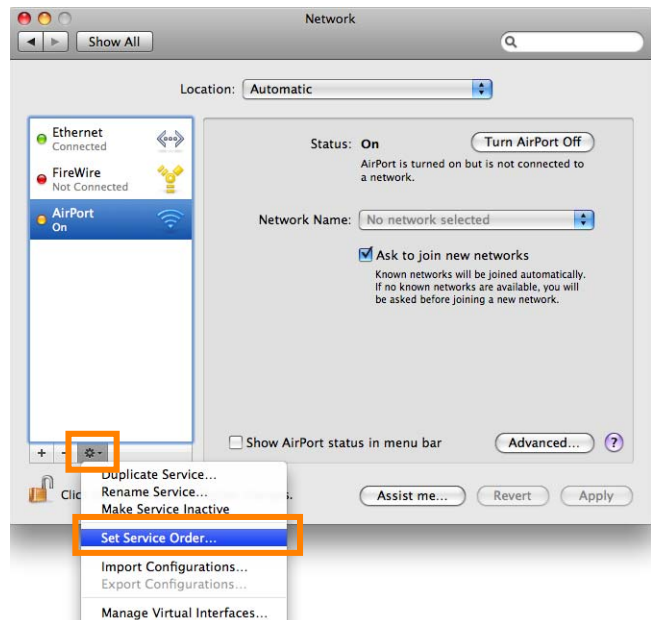 Network
Show All
Location: Automatic
Ethernet
Connected
FireWire
Not Connected
AirPort
On
Status: On
Turn AirPort Off
AirPort is turned on but is not connected to
a network.
Network Name: No network selected
Ask to join new networks
Known networks will be joined automatically.
If no known networks are available, you will
be asked before joining a new network.
Show AirPort status in menu bar
Advanced...
?
+ -
Duplicate Service...
Rename Service...
Make Service Inactive
Set Service Order...
Import Configurations...
Export Configurations...
Manage Virtual Interfaces...
Assist me...
Revert
Apply